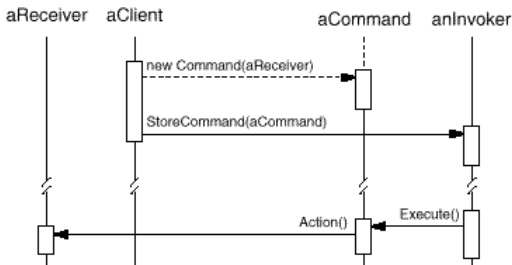 aReceiver aClient aCommand anInvoker
new Command(aReceiver)
StoreCommand(aCommand)
Action() Execute()